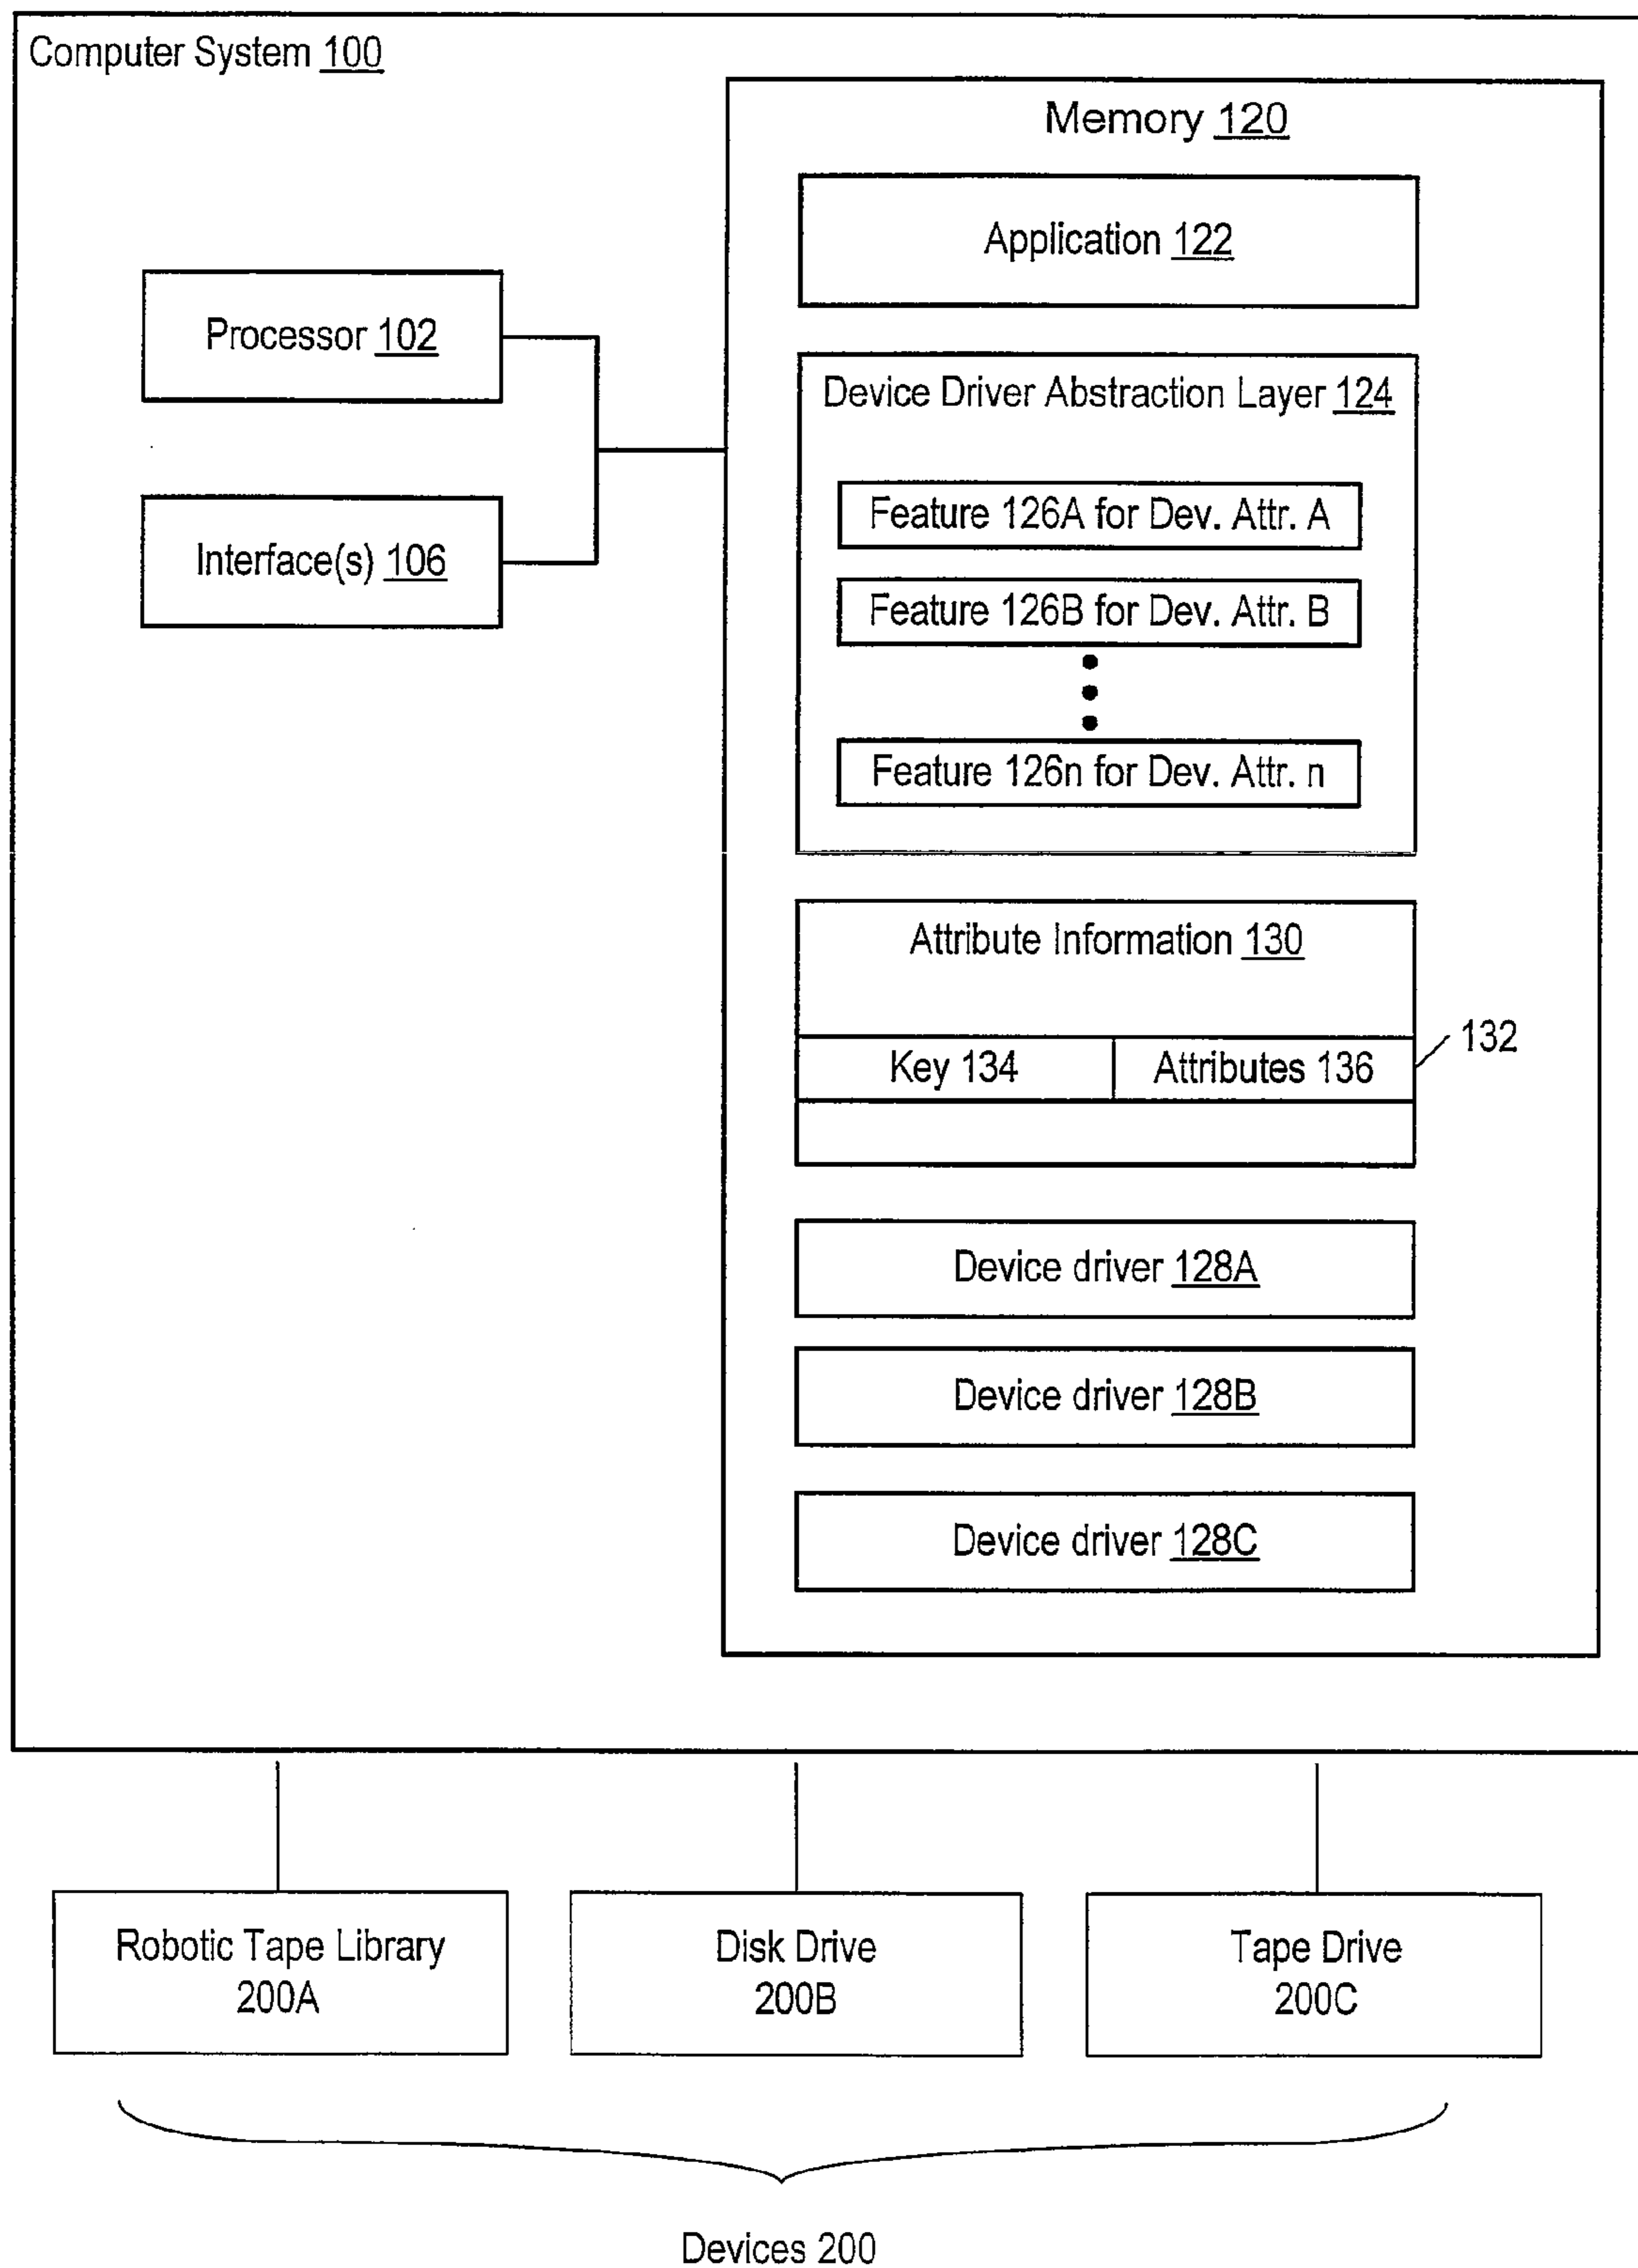 Computer System 100
Memory 120
Application 122
Processor 102
Interface(s) 106
Device Driver Abstraction Layer 124
Feature 126A for Dev. Attr. A
Feature 126B for Dev. Attr. B
Feature 126n for Dev. Attr. n
Attribute Information 130
Key 134
Attributes 136
132
Device driver 128A
Device driver 128B
Device driver 128C
Robotic Tape Library
200A
Disk Drive
200B
Tape Drive
200C
Devices 200